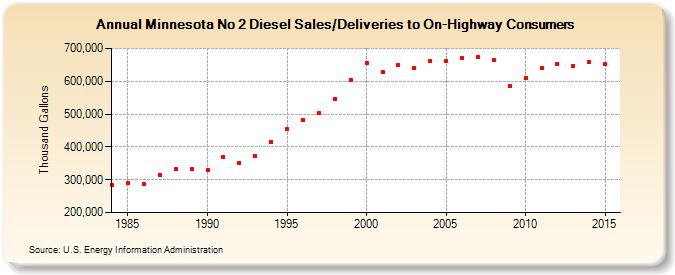 Annual Minnesota No 2 Diesel Sales/Deliveries to On-Highway Consumers
Thousand Gallons
700,000
600,000
500,000
400,000
300,000
200,000
1985 1990 1995 2000 2005 2010 2015
Source: U.S. Energy Information Administration